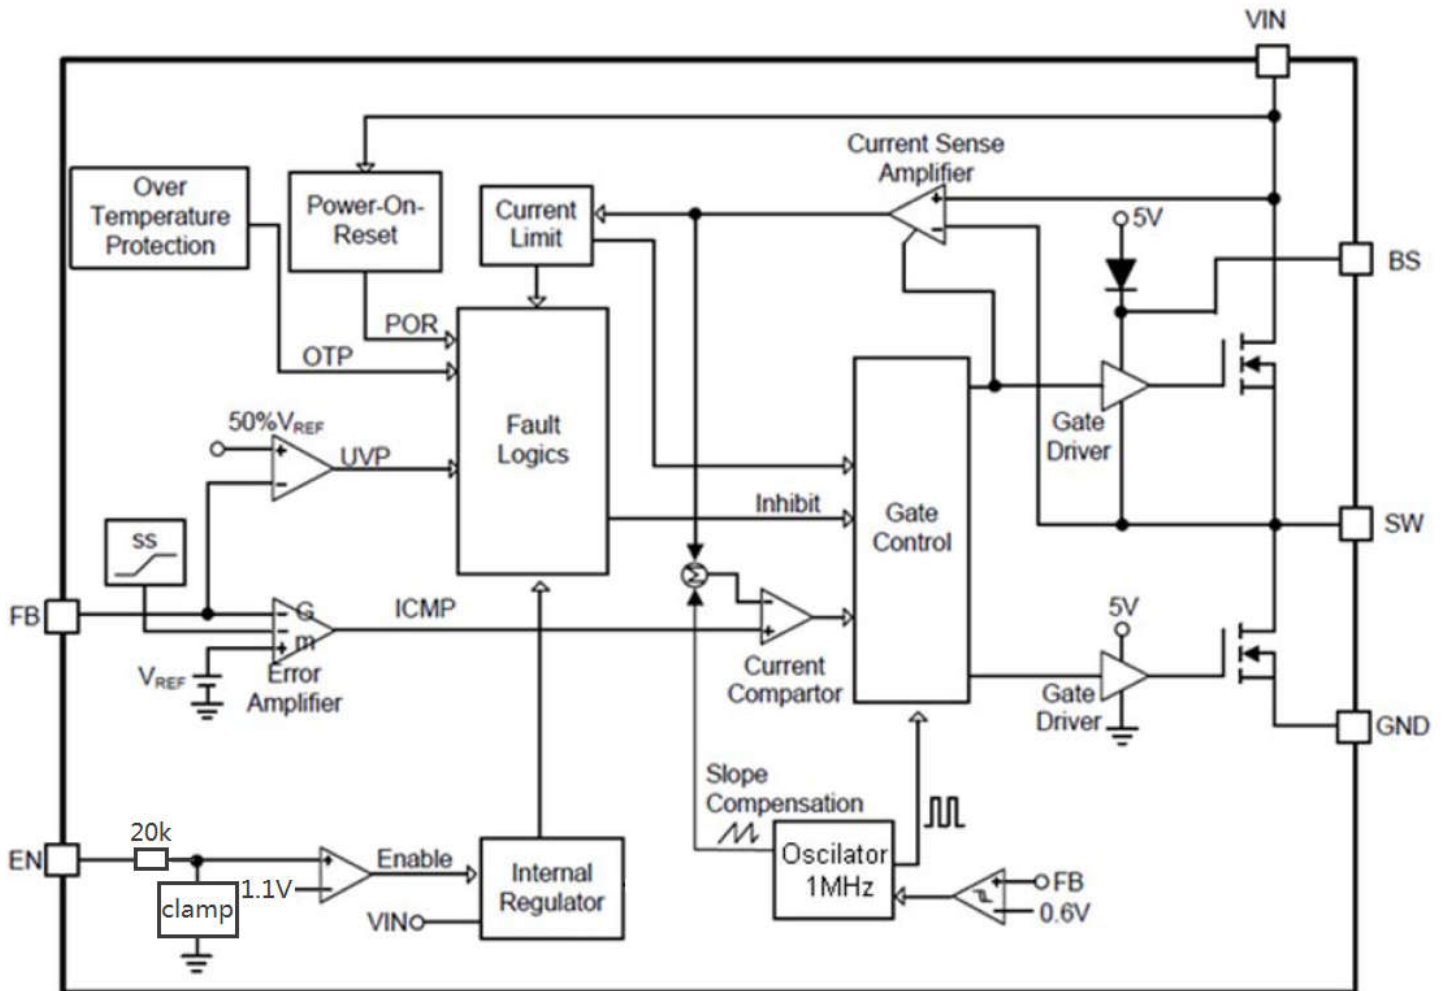 VIN
Current Sense
Amplifier
Over
Temperature
Protection
Power-On-
Reset
Current
Limit
+
−
5V
BS
POR
OTP
50%VREF
+
−
UVP
Fault
Logics
Gate
Driver
Inhibit
Gate
Control
SW
SS
Σ
FB
− G
− m
+
ICMP
−
+
5V
VREF
Error
Amplifier
Current
Compartor
Gate
Driver
GND
Slope
Compensation
20k
EN
+
Enable
1.1V
−
clamp
Internal
Regulator
VIN
Oscilator
1MHz
+
FB
−
0.6V